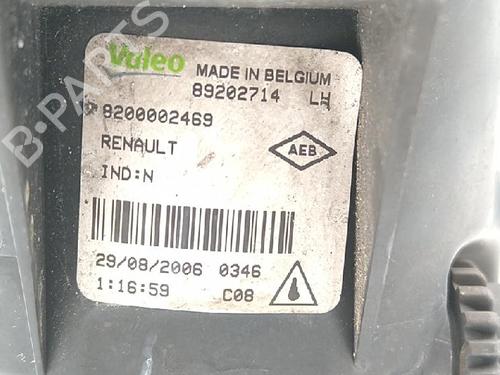 Valeo
MADE IN BELGIUM
89202714 LH
8200002469
RENAULT
AEB
IND:N
29/08/2006 0346
1:16:59 C08
B-PARTS